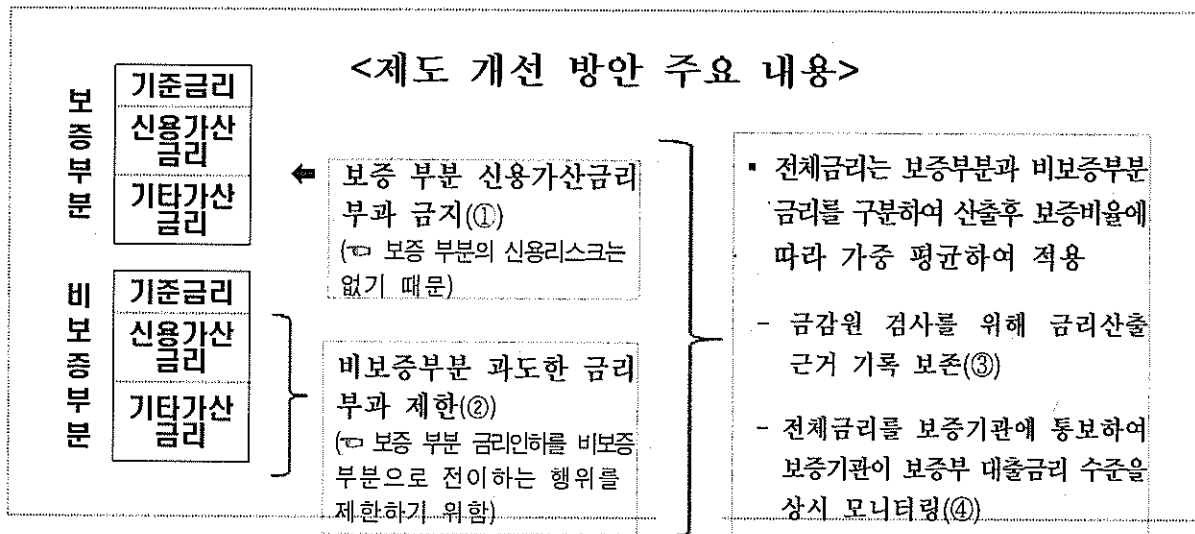 <제도 개선 방안 주요 내용>
보증부분
기준금리
신용가산
금리
기타가산
금리
비보증부분
기준금리
신용가산
금리
기타가산
금리
⬅ 보증 부분 신용가산금리
부과 금지(①)
(☜ 보증 부분의 신용리스크는
없기 때문)
비보증부분 과도한 금리
부과 제한(②)
(☜ 보증 부분 금리인하를 비보증
부분으로 전이하는 행위를
제한하기 위함)
▪ 전체금리는 보증부분과 비보증부분
금리를 구분하여 산출후 보증비율에
따라 가중 평균하여 적용
- 금감원 검사를 위해 금리산출
근거 기록 보존(③)
- 전체금리를 보증기관에 통보하여
보증기관이 보증부 대출금리 수준을
상시 모니터링(④)